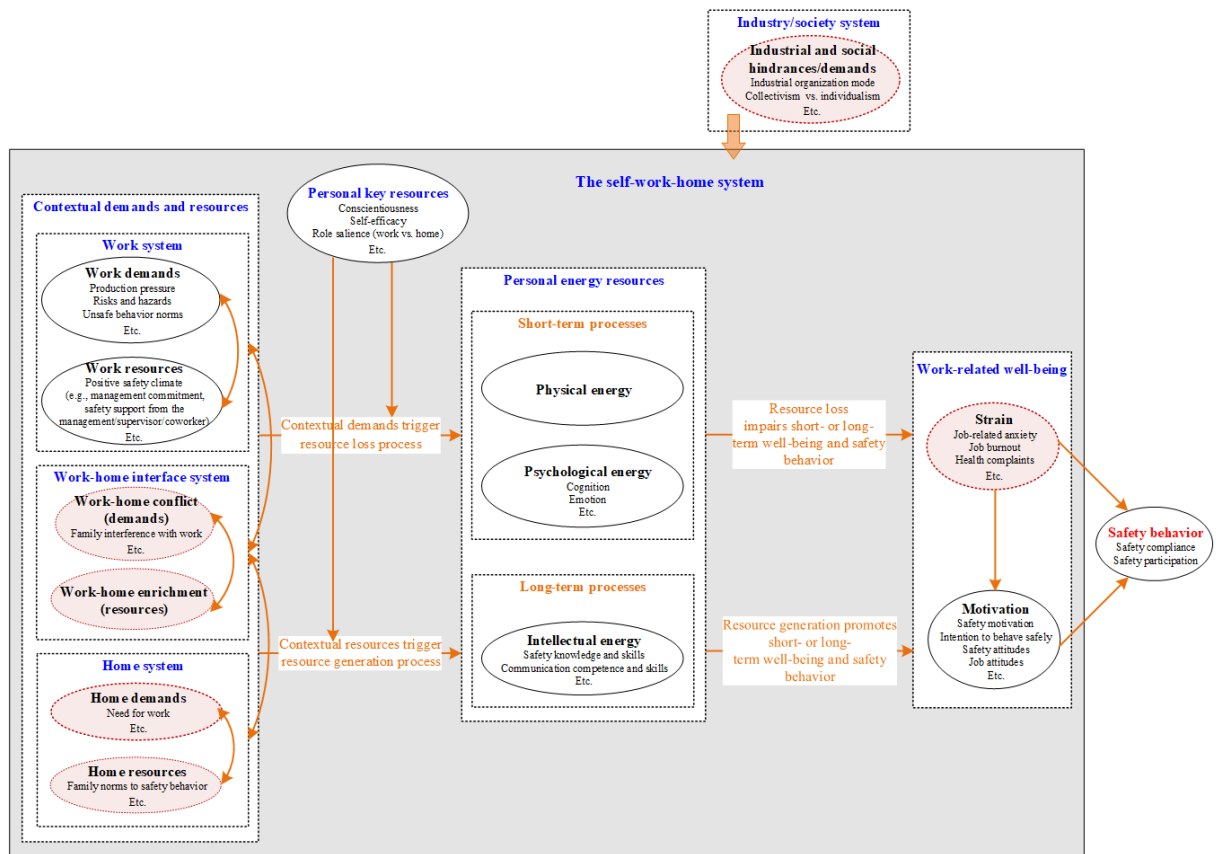 Industry/society system
Industrial and social
hindrances/demands
Industrial organization mode
Collectivism vs. individualism
Etc.
The self-work-home system
Personal key resources
Conscientiousness
Self-efficacy
Role salience (work vs. home)
Etc.
Contextual demands and resources
Work system
Work demands
Production pressure
Risks and hazards
Unsafe behavior norms
Etc.
Work resources
Positive safety climate
(e.g., management commitment,
safety support from the
management/supervisor/coworker)
Etc.
Work-home interface system
Work-home conflict
(demands)
Family interference with work
Etc.
Work-home enrichment
(resources)
Home system
Home demands
Need for work
Etc.
Home resources
Family norms to safety behavior
Etc.
Contextual demands trigger
resource loss process
Contextual resources trigger
resource generation process
Personal energy resources
Short-term processes
Physical energy
Psychological energy
Cognition
Emotion
Etc.
Long-term processes
Intellectual energy
Safety knowledge and skills
Communication competence and skills
Etc.
Resource loss
impairs short- or long-
term well-being and safety
behavior
Resource generation promotes
short- or long-
term well-being and safety
behavior
Work-related well-being
Strain
Job-related anxiety
Job burnout
Health complaints
Etc.
Motivation
Safety motivation
Intention to behave safely
Safety attitudes
Job attitudes
Etc.
Safety behavior
Safety compliance
Safety participation